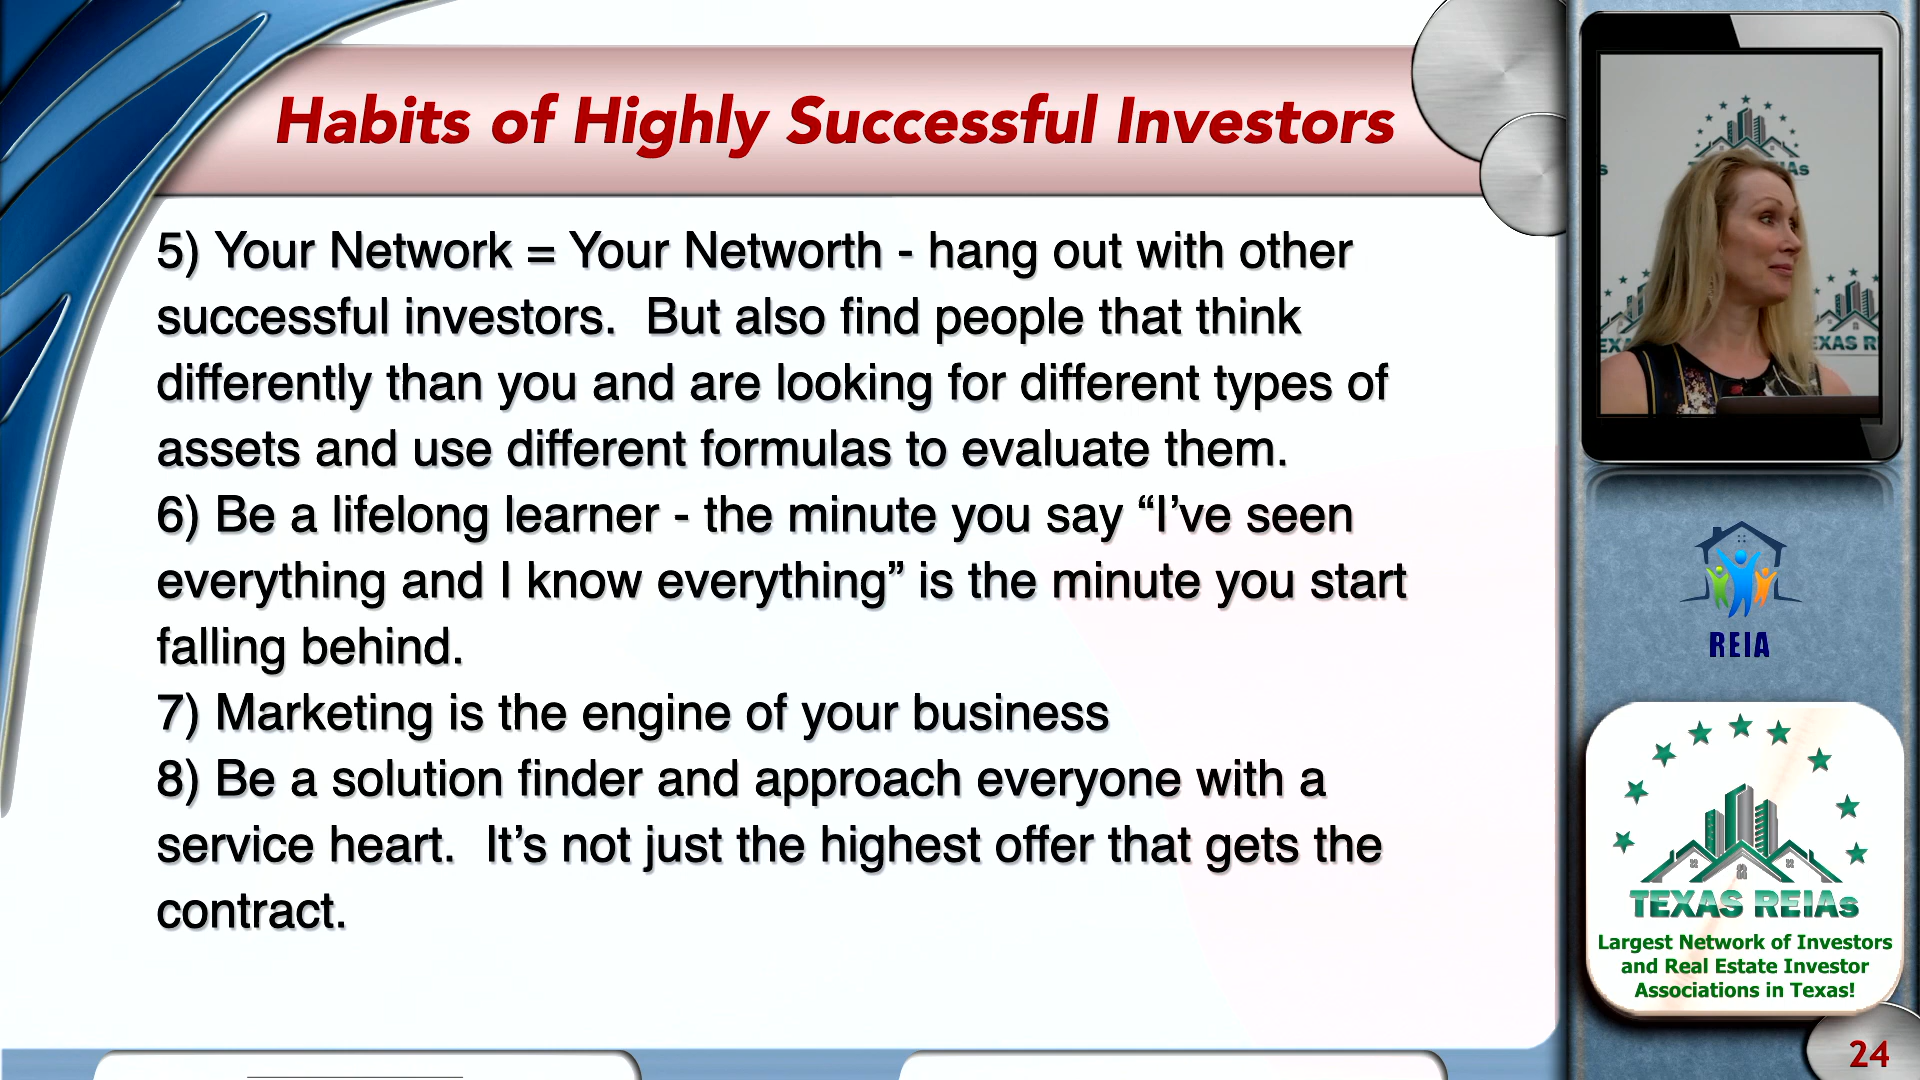 Habits of Highly Successful Investors
5) Your Network = Your Networth - hang out with other
successful investors.  But also find people that think
differently than you and are looking for different types of
assets and use different formulas to evaluate them.
6) Be a lifelong learner - the minute you say “I’ve seen
everything and I know everything” is the minute you start
falling behind.
7) Marketing is the engine of your business
8) Be a solution finder and approach everyone with a
service heart.  It’s not just the highest offer that gets the
contract.
REIA
TEXAS REIAs
Largest Network of Investors
and Real Estate Investor
Associations in Texas!
24